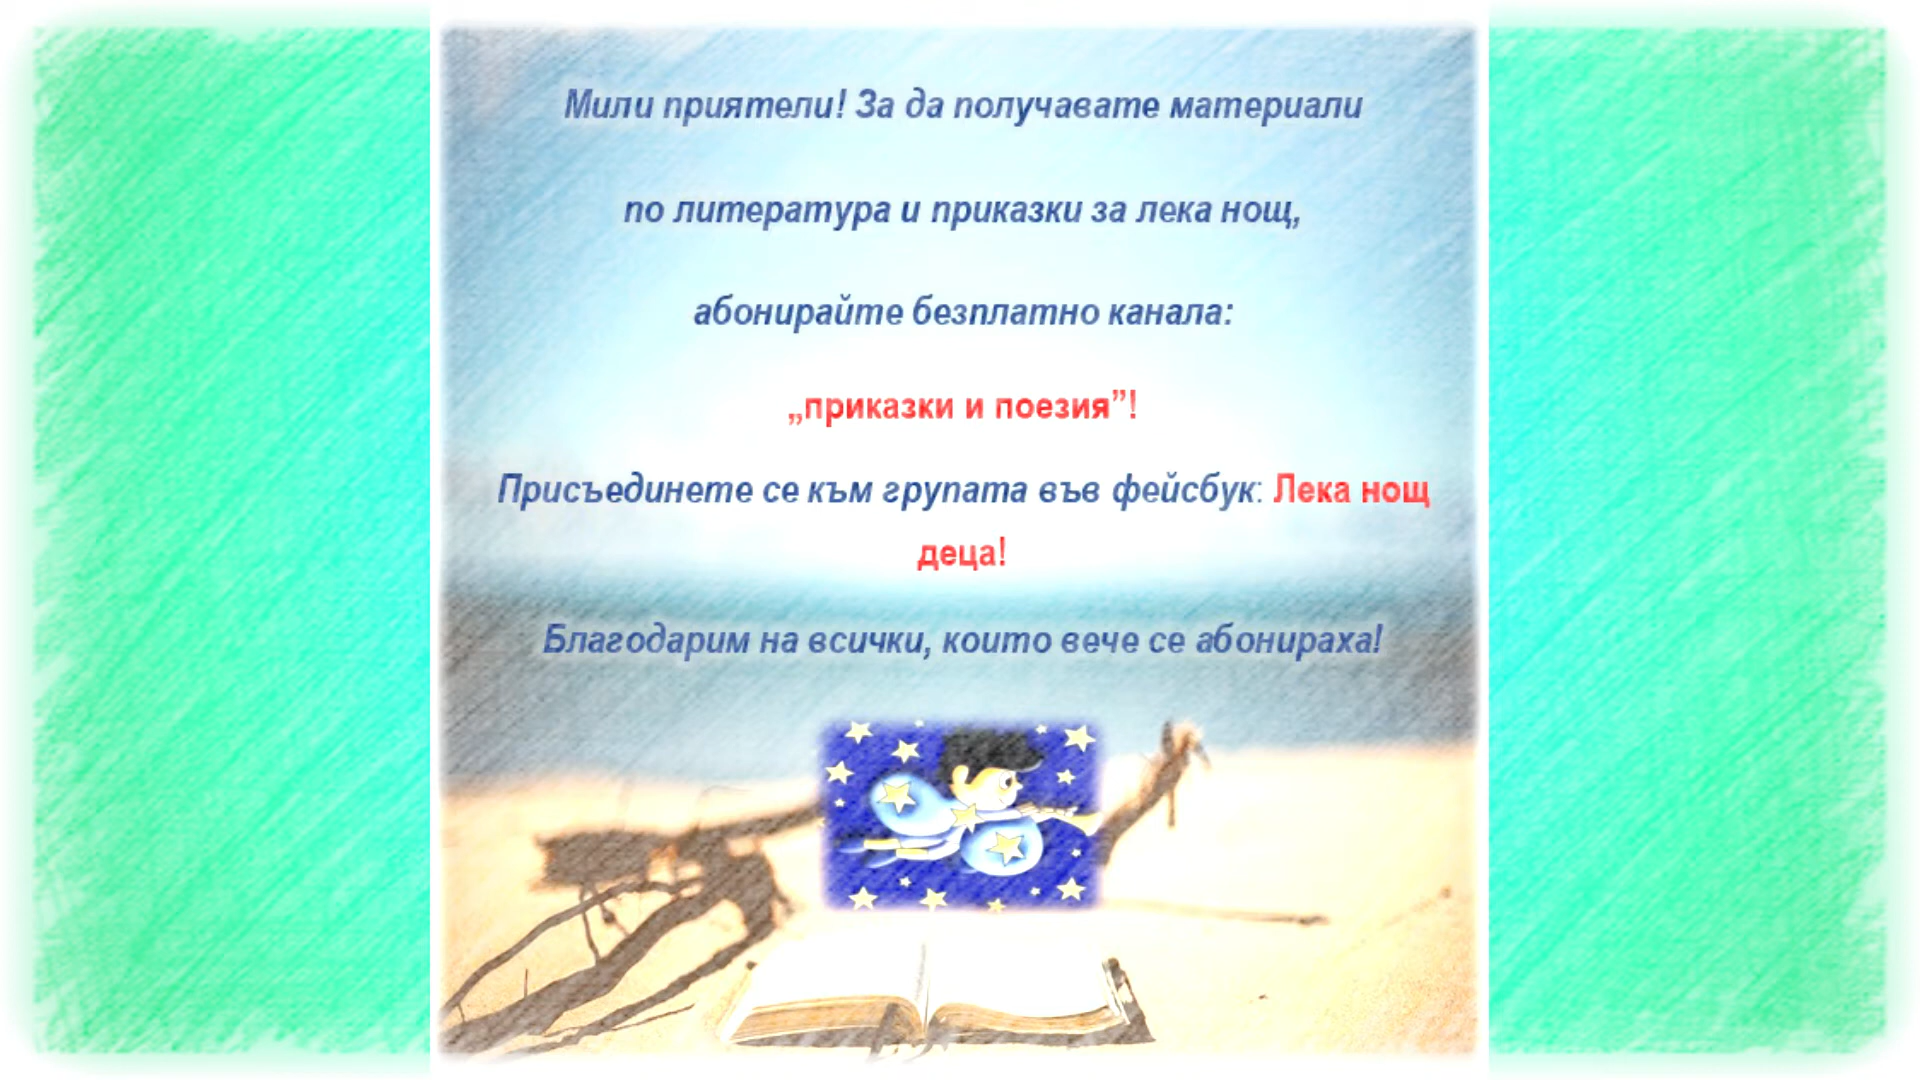 Мили приятели! За да получавате материали
по литература и приказки за лека нощ,
абонирайте безплатно канала:
„приказки и поезия”!
Присъединете се към групата във фейсбук: Лека нощ
деца!
Благодарим на всички, които вече се абонираха!